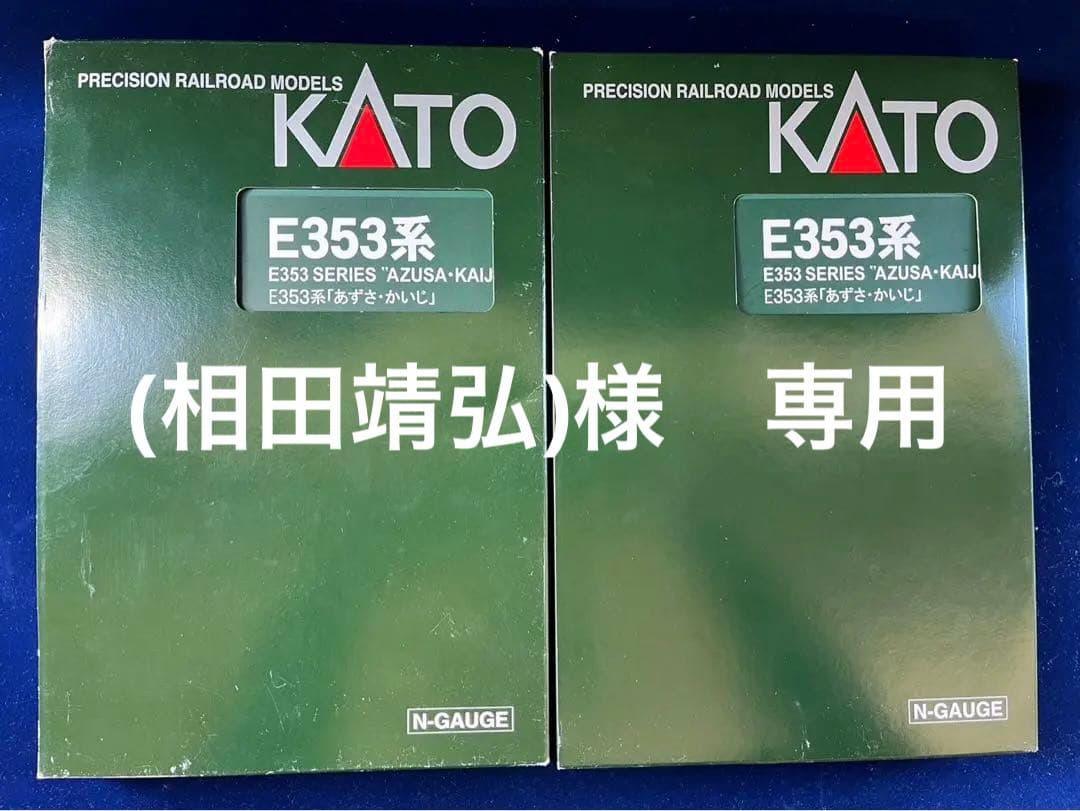 PRECISION RAILROAD MODELS
KATO
E353系
E353 SERIES "AZUSA・KAIJ
E353系「あずさ・かいじ」
N-GAUGE
PRECISION RAILROAD MODELS
KATO
E353系
E353 SERIES "AZUSA・KAIJI
E353系「あずさ・かいじ」
N-GAUGE
(相田靖弘)様　専用